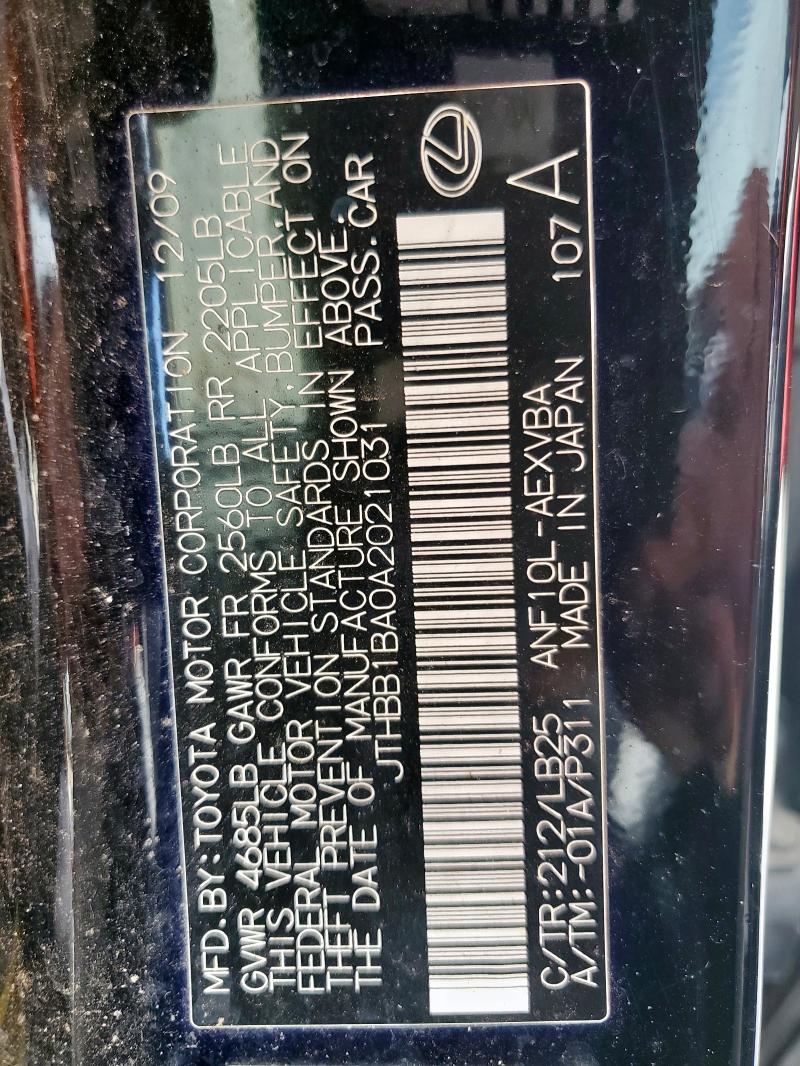 MFD.BY:TOYOTA MOTOR CORPORATION 12/09
GVWR 4685LB GAWR FR 2560LB RR 2205LB
THIS VEHICLE CONFORMS TO ALL APPLICABLE
FEDERAL MOTOR VEHICLE SAFETY, BUMPER, AND
THEFT PREVENTION STANDARDS IN EFFECT ON
THE DATE OF MANUFACTURE SHOWN ABOVE.
JTHBB1BA0A2021031 PASS.CAR
C/TR:212/LB25 ANF10L-AEXVBA 107 A
A/TM:-01A/P311 MADE IN JAPAN